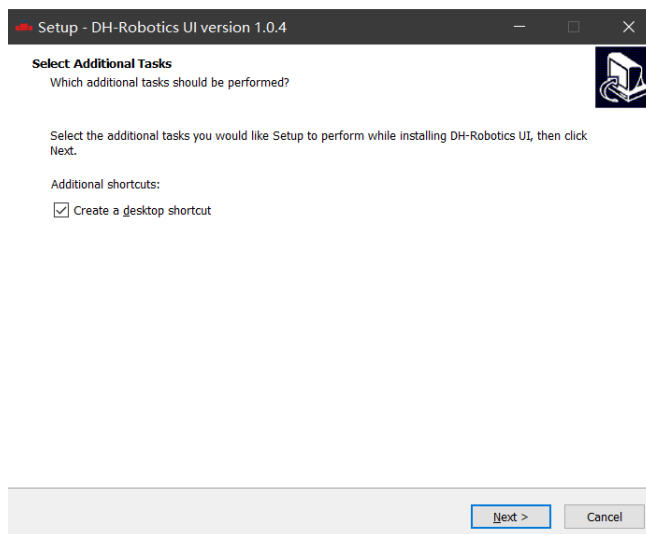 Setup - DH-Robotics UI version 1.0.4
Select Additional Tasks
Which additional tasks should be performed?
Select the additional tasks you would like Setup to perform while installing DH-Robotics UI, then click
Next.
Additional shortcuts:
Create a desktop shortcut
Next >
Cancel